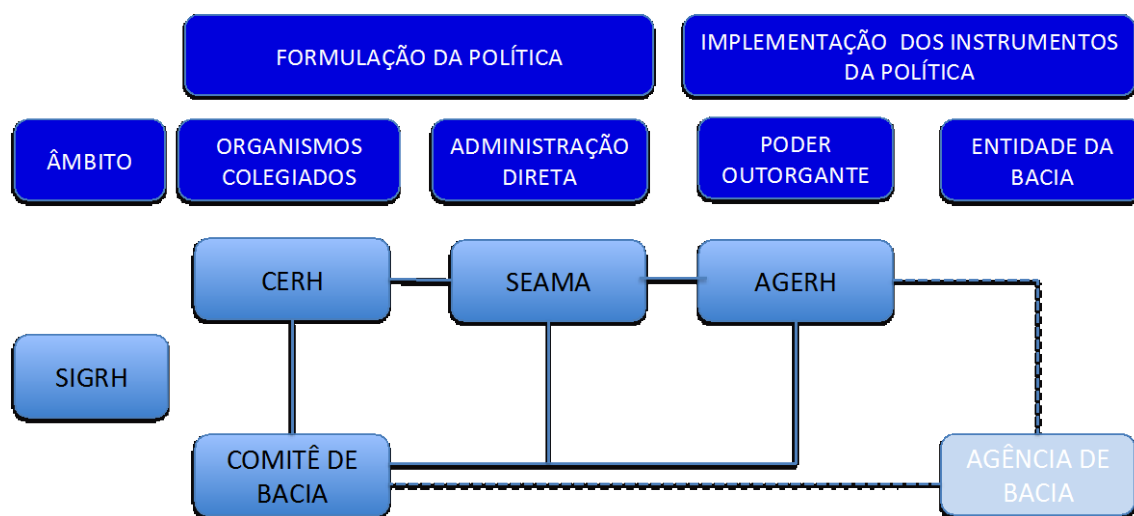 FORMULAÇÃO DA POLÍTICA
IMPLEMENTAÇÃO DOS INSTRUMENTOS
DA POLÍTICA
ÂMBITO
ORGANISMOS
COLEGIADOS
ADMINISTRAÇÃO
DIRETA
PODER
OUTORGANTE
ENTIDADE DA
BACIA
CERH
SEAMA
AGERH
SIGRH
COMITÊ DE
BACIA
AGÊNCIA DE
BACIA